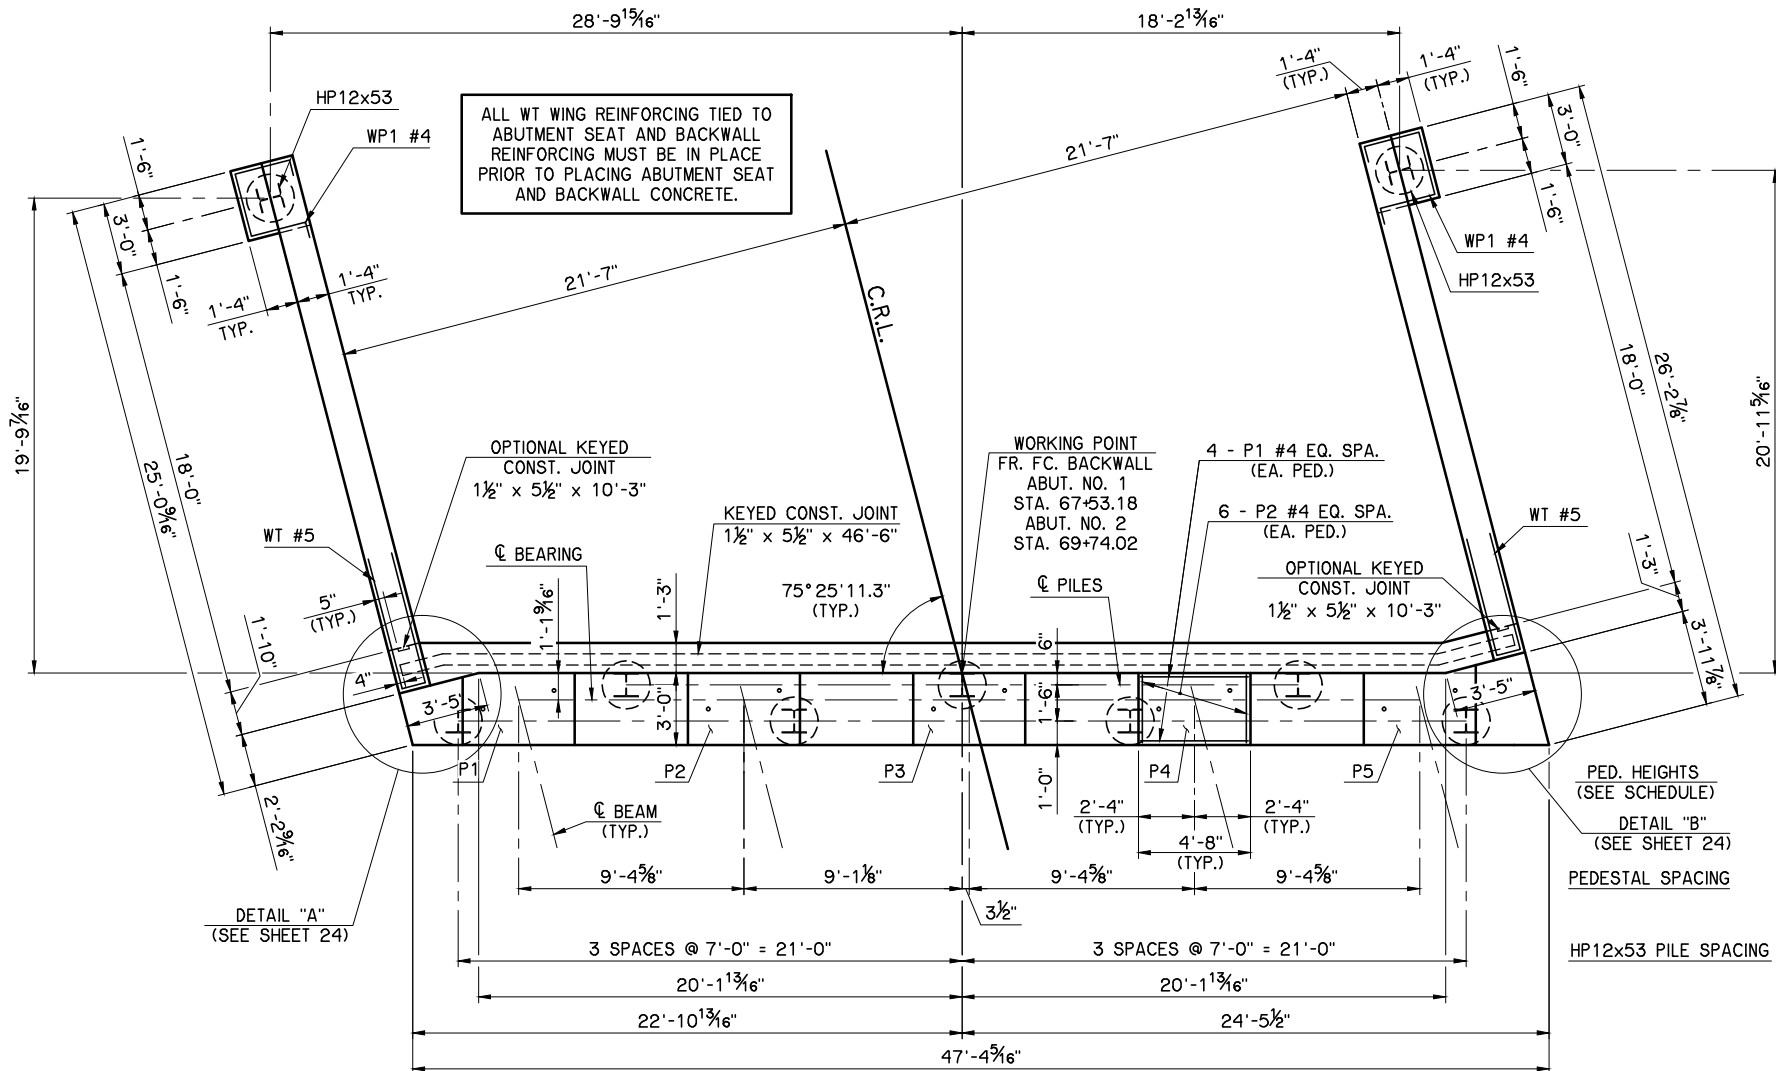 28'-9 15/16"
18'-2 13/16"
1'-4"
(TYP.)
1'-4"
(TYP.)
1'-6"
3'-0"
1'-6"
HP12x53
WP1 #4
ALL WT WING REINFORCING TIED TO
ABUTMENT SEAT AND BACKWALL
REINFORCING MUST BE IN PLACE
PRIOR TO PLACING ABUTMENT SEAT
AND BACKWALL CONCRETE.
21'-7"
1'-6"
3'-0"
1'-6"
WP1 #4
HP12x53
1'-4"
TYP.
1'-4"
TYP.
21'-7"
C.R.L.
19'-9 7/16"
25'-0 9/16"
18'-0"
18'-0"
26'-2 7/8"
20'-11 5/16"
OPTIONAL KEYED
CONST. JOINT
1½" x 5½" x 10'-3"
WORKING POINT
FR. FC. BACKWALL
ABUT. NO. 1
STA. 67+53.18
ABUT. NO. 2
STA. 69+74.02
4 - P1 #4 EQ. SPA.
(EA. PED.)
6 - P2 #4 EQ. SPA.
(EA. PED.)
WT #5
KEYED CONST. JOINT
1½" x 5½" x 46'-6"
WT #5
℄ BEARING
75°25'11.3"
(TYP.)
℄ PILES
OPTIONAL KEYED
CONST. JOINT
1½" x 5½" x 10'-3"
1'-3"
5"
(TYP.)
1'-1 9/16"
1'-3"
6"
1'-10"
4"
3'-5"
3'-0"
1'-6"
3'-5"
3'-11 7/8"
2'-2 9/16"
P1
P2
P3
1'-0"
P4
P5
℄ BEAM
(TYP.)
2'-4"
(TYP.)
2'-4"
(TYP.)
4'-8"
(TYP.)
PED. HEIGHTS
(SEE SCHEDULE)
DETAIL "B"
(SEE SHEET 24)
9'-4 5/8"
9'-1 1/8"
9'-4 5/8"
9'-4 5/8"
PEDESTAL SPACING
3½"
DETAIL "A"
(SEE SHEET 24)
3 SPACES @ 7'-0" = 21'-0"
3 SPACES @ 7'-0" = 21'-0"
HP12x53 PILE SPACING
20'-1 13/16"
20'-1 13/16"
22'-10 13/16"
24'-5½"
47'-4 5/16"